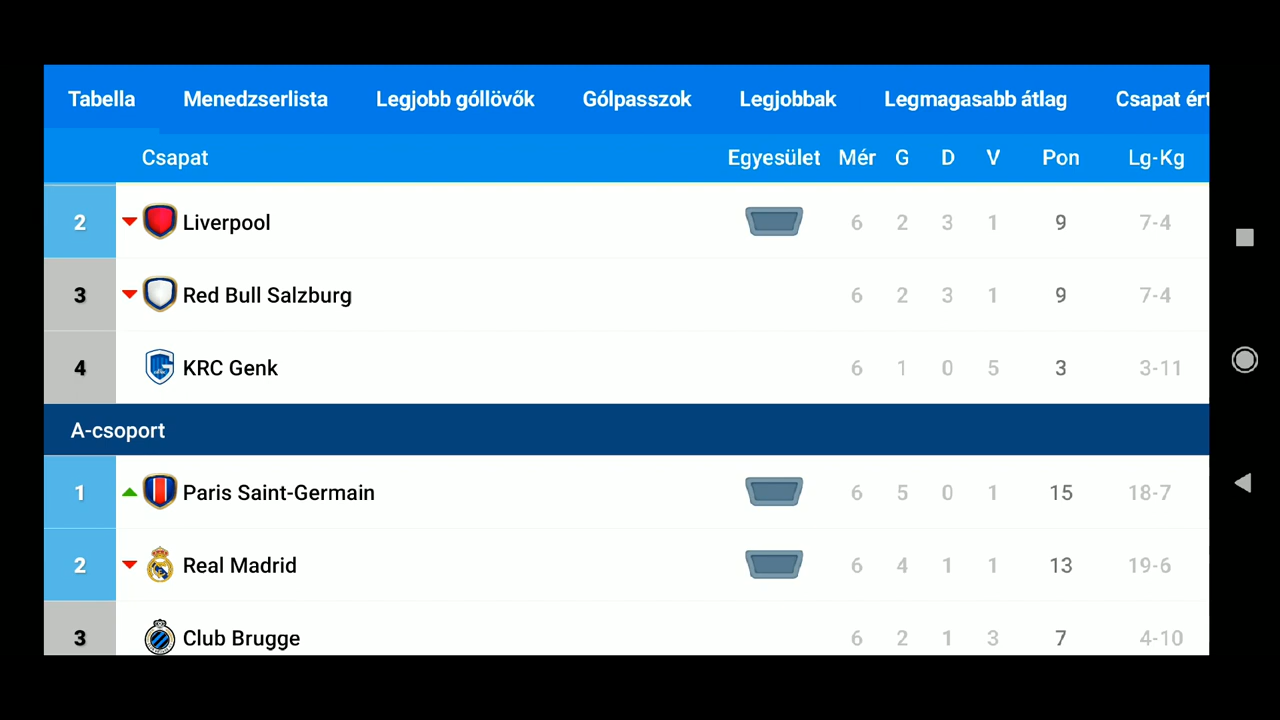 Tabella Menedzserlista Legjobb góllövők Gólpasszok Legjobbak Legmagasabb átlag Csapat ért
Csapat Egyesület Mér G D V Pon Lg-Kg
2 Liverpool 6 2 3 1 9 7-4
3 Red Bull Salzburg 6 2 3 1 9 7-4
4 KRC Genk 6 1 0 5 3 3-11
A-csoport
1 Paris Saint-Germain 6 5 0 1 15 18-7
2 Real Madrid 6 4 1 1 13 19-6
3 Club Brugge 6 2 1 3 7 4-10